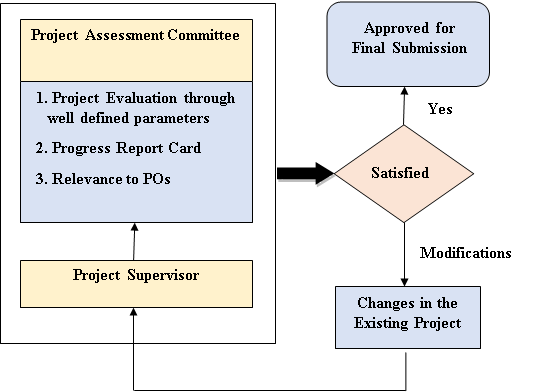 Project Assessment Committee
1. Project Evaluation through
well defined parameters
2. Progress Report Card
3. Relevance to POs
Project Supervisor
Approved for
Final Submission
Yes
Satisfied
Modifications
Changes in the
Existing Project